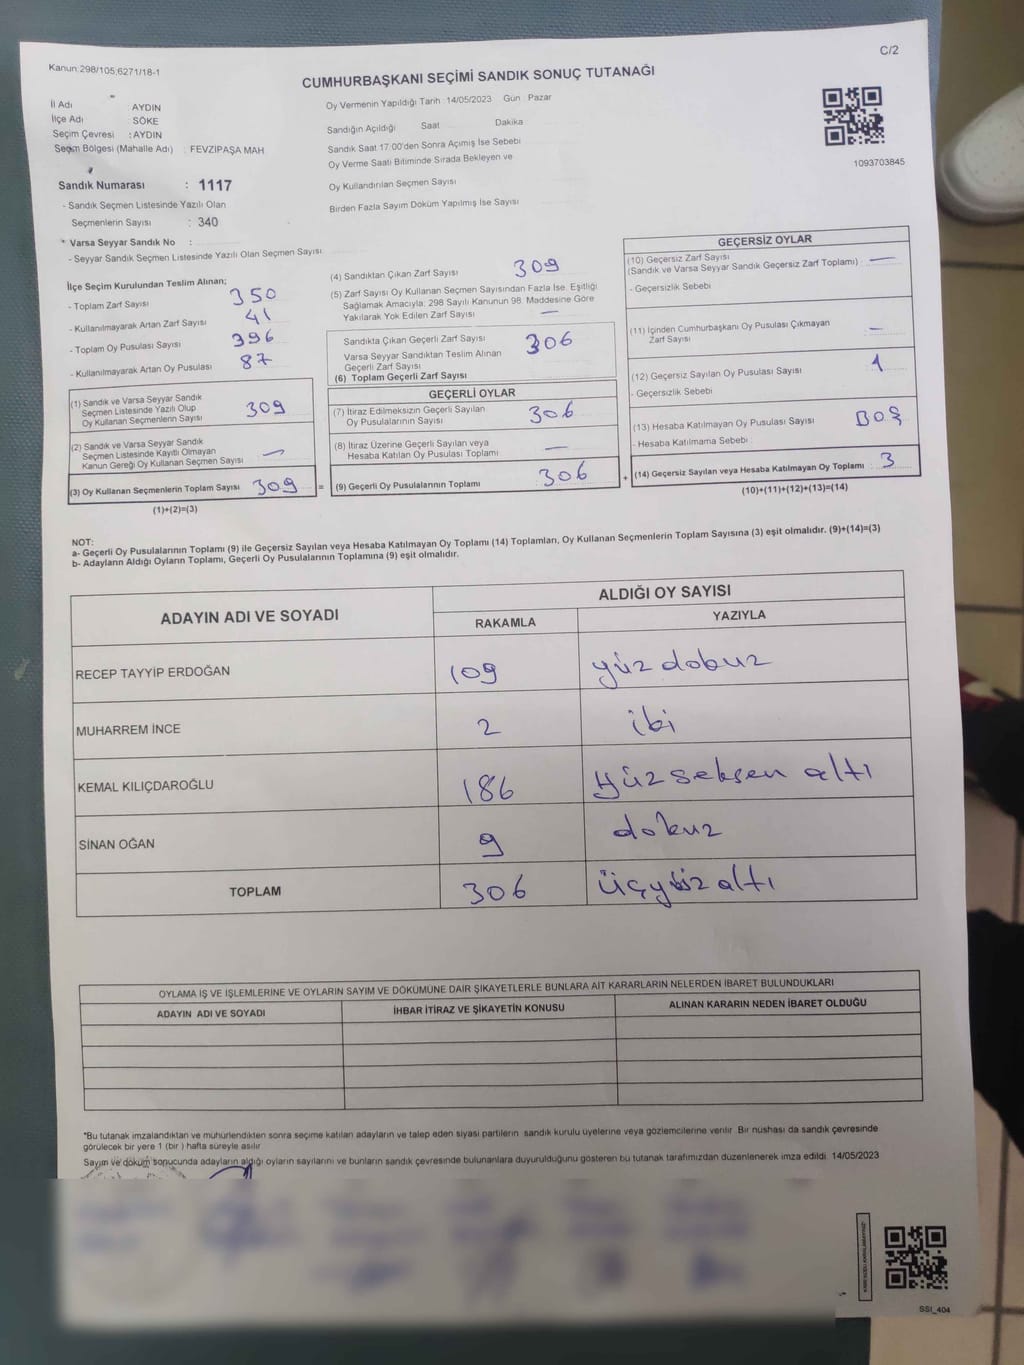 Kanun:298/105;6271/18-1
C/2
CUMHURBAŞKANI SEÇİMİ SANDIK SONUÇ TUTANAĞI
İl Adı : AYDIN
İlçe Adı : SÖKE
Seçim Çevresi : AYDIN
Seçim Bölgesi (Mahalle Adı) : FEVZİPAŞA MAH
Sandık Numarası : 1117
- Sandık Seçmen Listesinde Yazılı Olan
Seçmenlerin Sayısı : 340
* Varsa Seyyar Sandık No :
- Seyyar Sandık Seçmen Listesinde Yazılı Olan Seçmen Sayısı
Oy Vermenin Yapıldığı Tarih : 14/05/2023 Gün : Pazar
Sandığın Açıldığı Saat Dakika
Sandık Saat 17:00'den Sonra Açımış İse Sebebi
Oy Verme Saati Bitiminde Sırada Bekleyen ve
Oy Kullandırılan Seçmen Sayısı
Birden Fazla Sayım Döküm Yapılmış İse Sayısı
1093703845
İlçe Seçim Kurulundan Teslim Alınan;
- Toplam Zarf Sayısı 350
- Kullanılmayarak Artan Zarf Sayısı 41
- Toplam Oy Pusulası Sayısı 396
- Kullanılmayarak Artan Oy Pusulası 87
(1) Sandık ve Varsa Seyyar Sandık
Seçmen Listesinde Yazılı Olup
Oy Kullanan Seçmenlerin Sayısı 309
(2) Sandık ve Varsa Seyyar Sandık
Seçmen Listesinde Kayıtlı Olmayan
Kanun Gereği Oy Kullanan Seçmen Sayısı —
(3) Oy Kullanan Seçmenlerin Toplam Sayısı 309 =
(1)+(2)=(3)
(4) Sandıktan Çıkan Zarf Sayısı 309
(5) Zarf Sayısı Oy Kullanan Seçmen Sayısından Fazla İse, Eşitliği
Sağlamak Amacıyla; 298 Sayılı Kanunun 98. Maddesine Göre
Yakılarak Yok Edilen Zarf Sayısı —
Sandıkta Çıkan Geçerli Zarf Sayısı 306
Varsa Seyyar Sandıktan Teslim Alınan
Geçerli Zarf Sayısı
(6) Toplam Geçerli Zarf Sayısı
GEÇERLİ OYLAR
(7) İtiraz Edilmeksizin Geçerli Sayılan
Oy Pusulalarının Sayısı 306
(8) İtiraz Üzerine Geçerli Sayılan veya
Hesaba Katılan Oy Pusulası Toplamı —
(9) Geçerli Oy Pusulalarının Toplamı 306 +
GEÇERSİZ OYLAR
(10) Geçersiz Zarf Sayısı
(Sandık ve Varsa Seyyar Sandık Geçersiz Zarf Toplamı) —
- Geçersizlik Sebebi
(11) İçinden Cumhurbaşkanı Oy Pusulası Çıkmayan
Zarf Sayısı —
(12) Geçersiz Sayılan Oy Pusulası Sayısı 1
- Geçersizlik Sebebi
(13) Hesaba Katılmayan Oy Pusulası Sayısı BOŞ
- Hesaba Katılmama Sebebi
(14) Geçersiz Sayılan veya Hesaba Katılmayan Oy Toplamı 3
(10)+(11)+(12)+(13)=(14)
NOT:
a- Geçerli Oy Pusulalarının Toplamı (9) ile Geçersiz Sayılan veya Hesaba Katılmayan Oy Toplamı (14) Toplamları, Oy Kullanan Seçmenlerin Toplam Sayısına (3) eşit olmalıdır. (9)+(14)=(3)
b- Adayların Aldığı Oyların Toplamı, Geçerli Oy Pusulalarının Toplamına (9) eşit olmalıdır.
ADAYIN ADI VE SOYADI
ALDIĞI OY SAYISI
RAKAMLA YAZIYLA
RECEP TAYYİP ERDOĞAN 109 yüz dokuz
MUHARREM İNCE 2 iki
KEMAL KILIÇDAROĞLU 186 Yüz seksen altı
SİNAN OĞAN 9 dokuz
TOPLAM 306 üçyüz altı
OYLAMA İŞ VE İŞLEMLERİNE VE OYLARIN SAYIM VE DÖKÜMÜNE DAİR ŞİKAYETLERLE BUNLARA AİT KARARLARIN NELERDEN İBARET BULUNDUKLARI
ADAYIN ADI VE SOYADI
İHBAR İTİRAZ VE ŞİKAYETİN KONUSU
ALINAN KARARIN NEDEN İBARET OLDUĞU
*Bu tutanak imzalandıktan ve mühürlendikten sonra seçime katılan adayların ve talep eden siyasi partilerin sandık kurulu üyelerine veya gözlemcilerine verilir. Bir nüshası da sandık çevresinde
görülecek bir yere 1 (bir ) hafta süreyle asılır
Sayım ve döküm sonucunda adayların aldığı oyların sayılarını ve bunların sandık çevresinde bulunanlara duyurulduğunu gösteren bu tutanak tarafımızdan düzenlenerek imza edildi. 14/05/2023
SSI_404